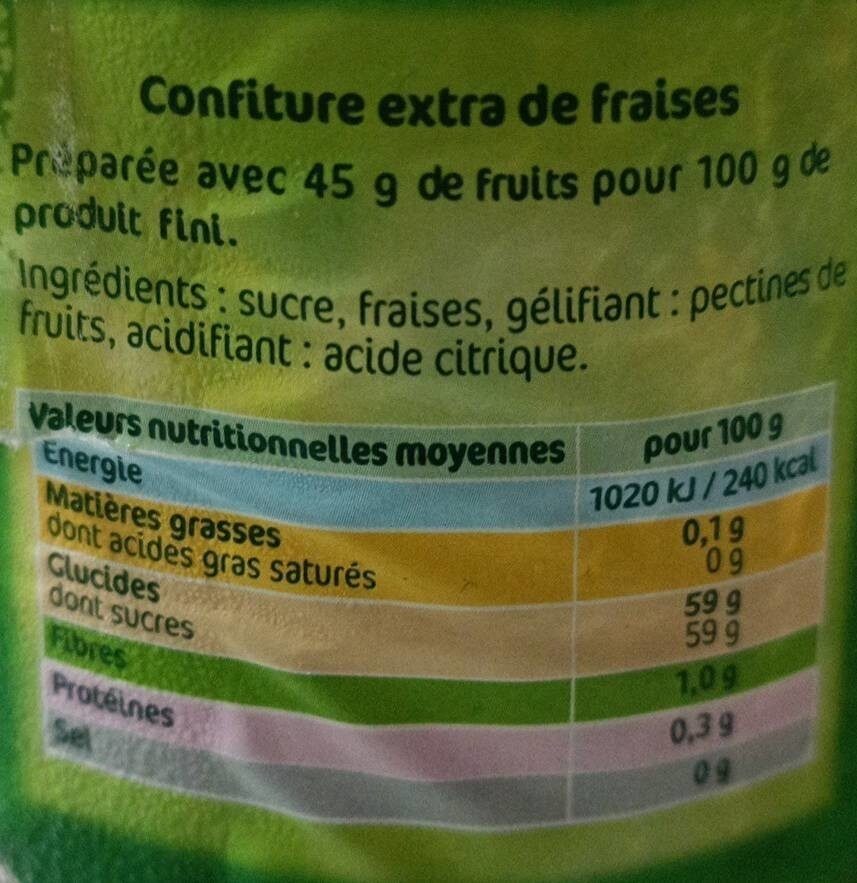 Confiture extra de fraises
Préparée avec 45 g de fruits pour 100 g de
produit fini.
Ingrédients : sucre, fraises, gélifiant : pectines de
fruits, acidifiant : acide citrique.
Valeurs nutritionnelles moyennes pour 100 g
Energie 1020 kJ / 240 kcal
Matières grasses 0,1 g
dont acides gras saturés 0 g
Glucides 59 g
dont sucres 59 g
Fibres 1,0 g
Protéines 0,3 g
Sel 0 g